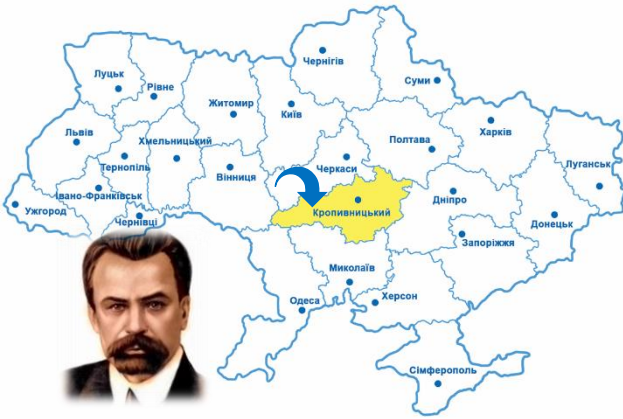 Чернігів
Луцьк
Рівне
Суми
Житомир
Київ
Львів
Хмельницький
Полтава
Харків
Тернопіль
Вінниця
Черкаси
Луганськ
Івано-Франківськ
Дніпро
Ужгород
Чернівці
Кропивницький
Донецьк
Запоріжжя
Миколаїв
Одеса
Херсон
Сімферополь